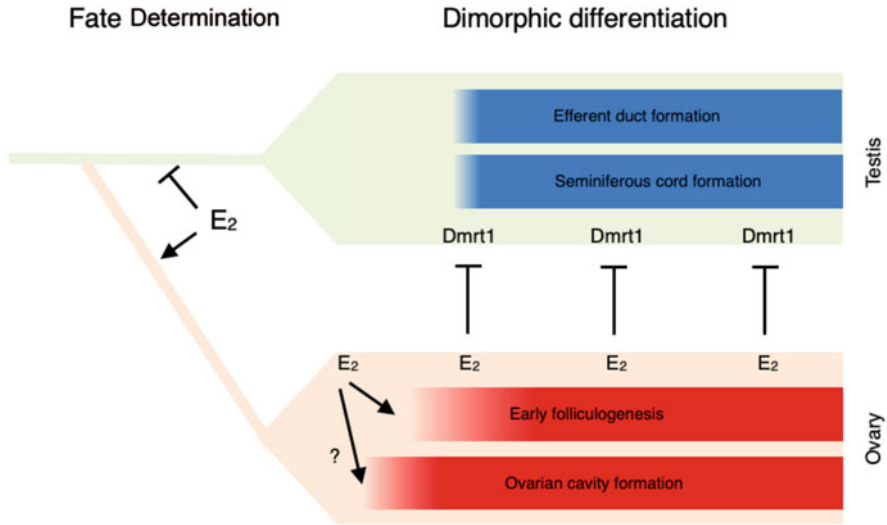 Fate Determination
Dimorphic differentiation
Efferent duct formation
Seminiferous cord formation
Testis
E₂
Dmrt1 Dmrt1 Dmrt1
E₂ E₂ E₂ E₂
Early folliculogenesis
?
Ovarian cavity formation
Ovary